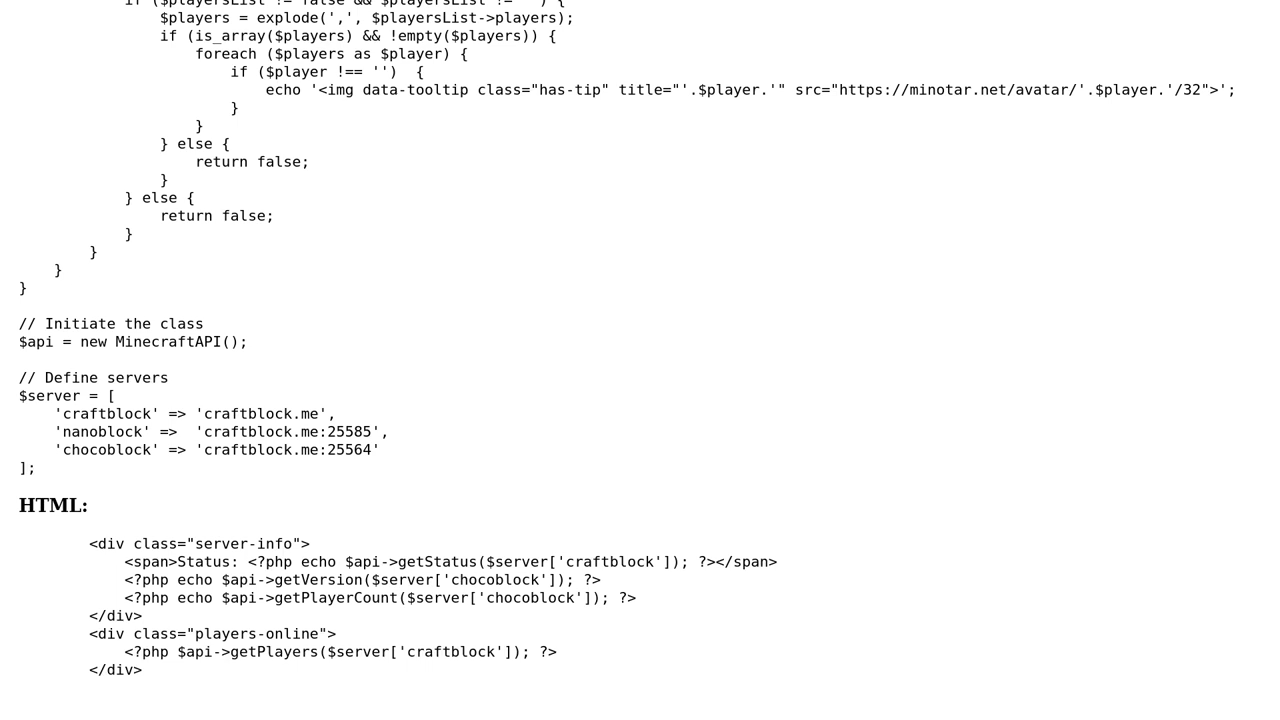 if ($playersList != false && $playersList != '') {
$players = explode(',', $playersList->players);
if (is_array($players) && !empty($players)) {
foreach ($players as $player) {
if ($player !== '')  {
echo '<img data-tooltip class="has-tip" title="'.$player.'" src="https://minotar.net/avatar/'.$player.'/32">';
}
}
} else {
return false;
}
} else {
return false;
}
}
}
}
// Initiate the class
$api = new MinecraftAPI();
// Define servers
$server = [
'craftblock' => 'craftblock.me',
'nanoblock' =>  'craftblock.me:25585',
'chocoblock' => 'craftblock.me:25564'
];
HTML:
<div class="server-info">
<span>Status: <?php echo $api->getStatus($server['craftblock']); ?></span>
<?php echo $api->getVersion($server['chocoblock']); ?>
<?php echo $api->getPlayerCount($server['chocoblock']); ?>
</div>
<div class="players-online">
<?php $api->getPlayers($server['craftblock']); ?>
</div>